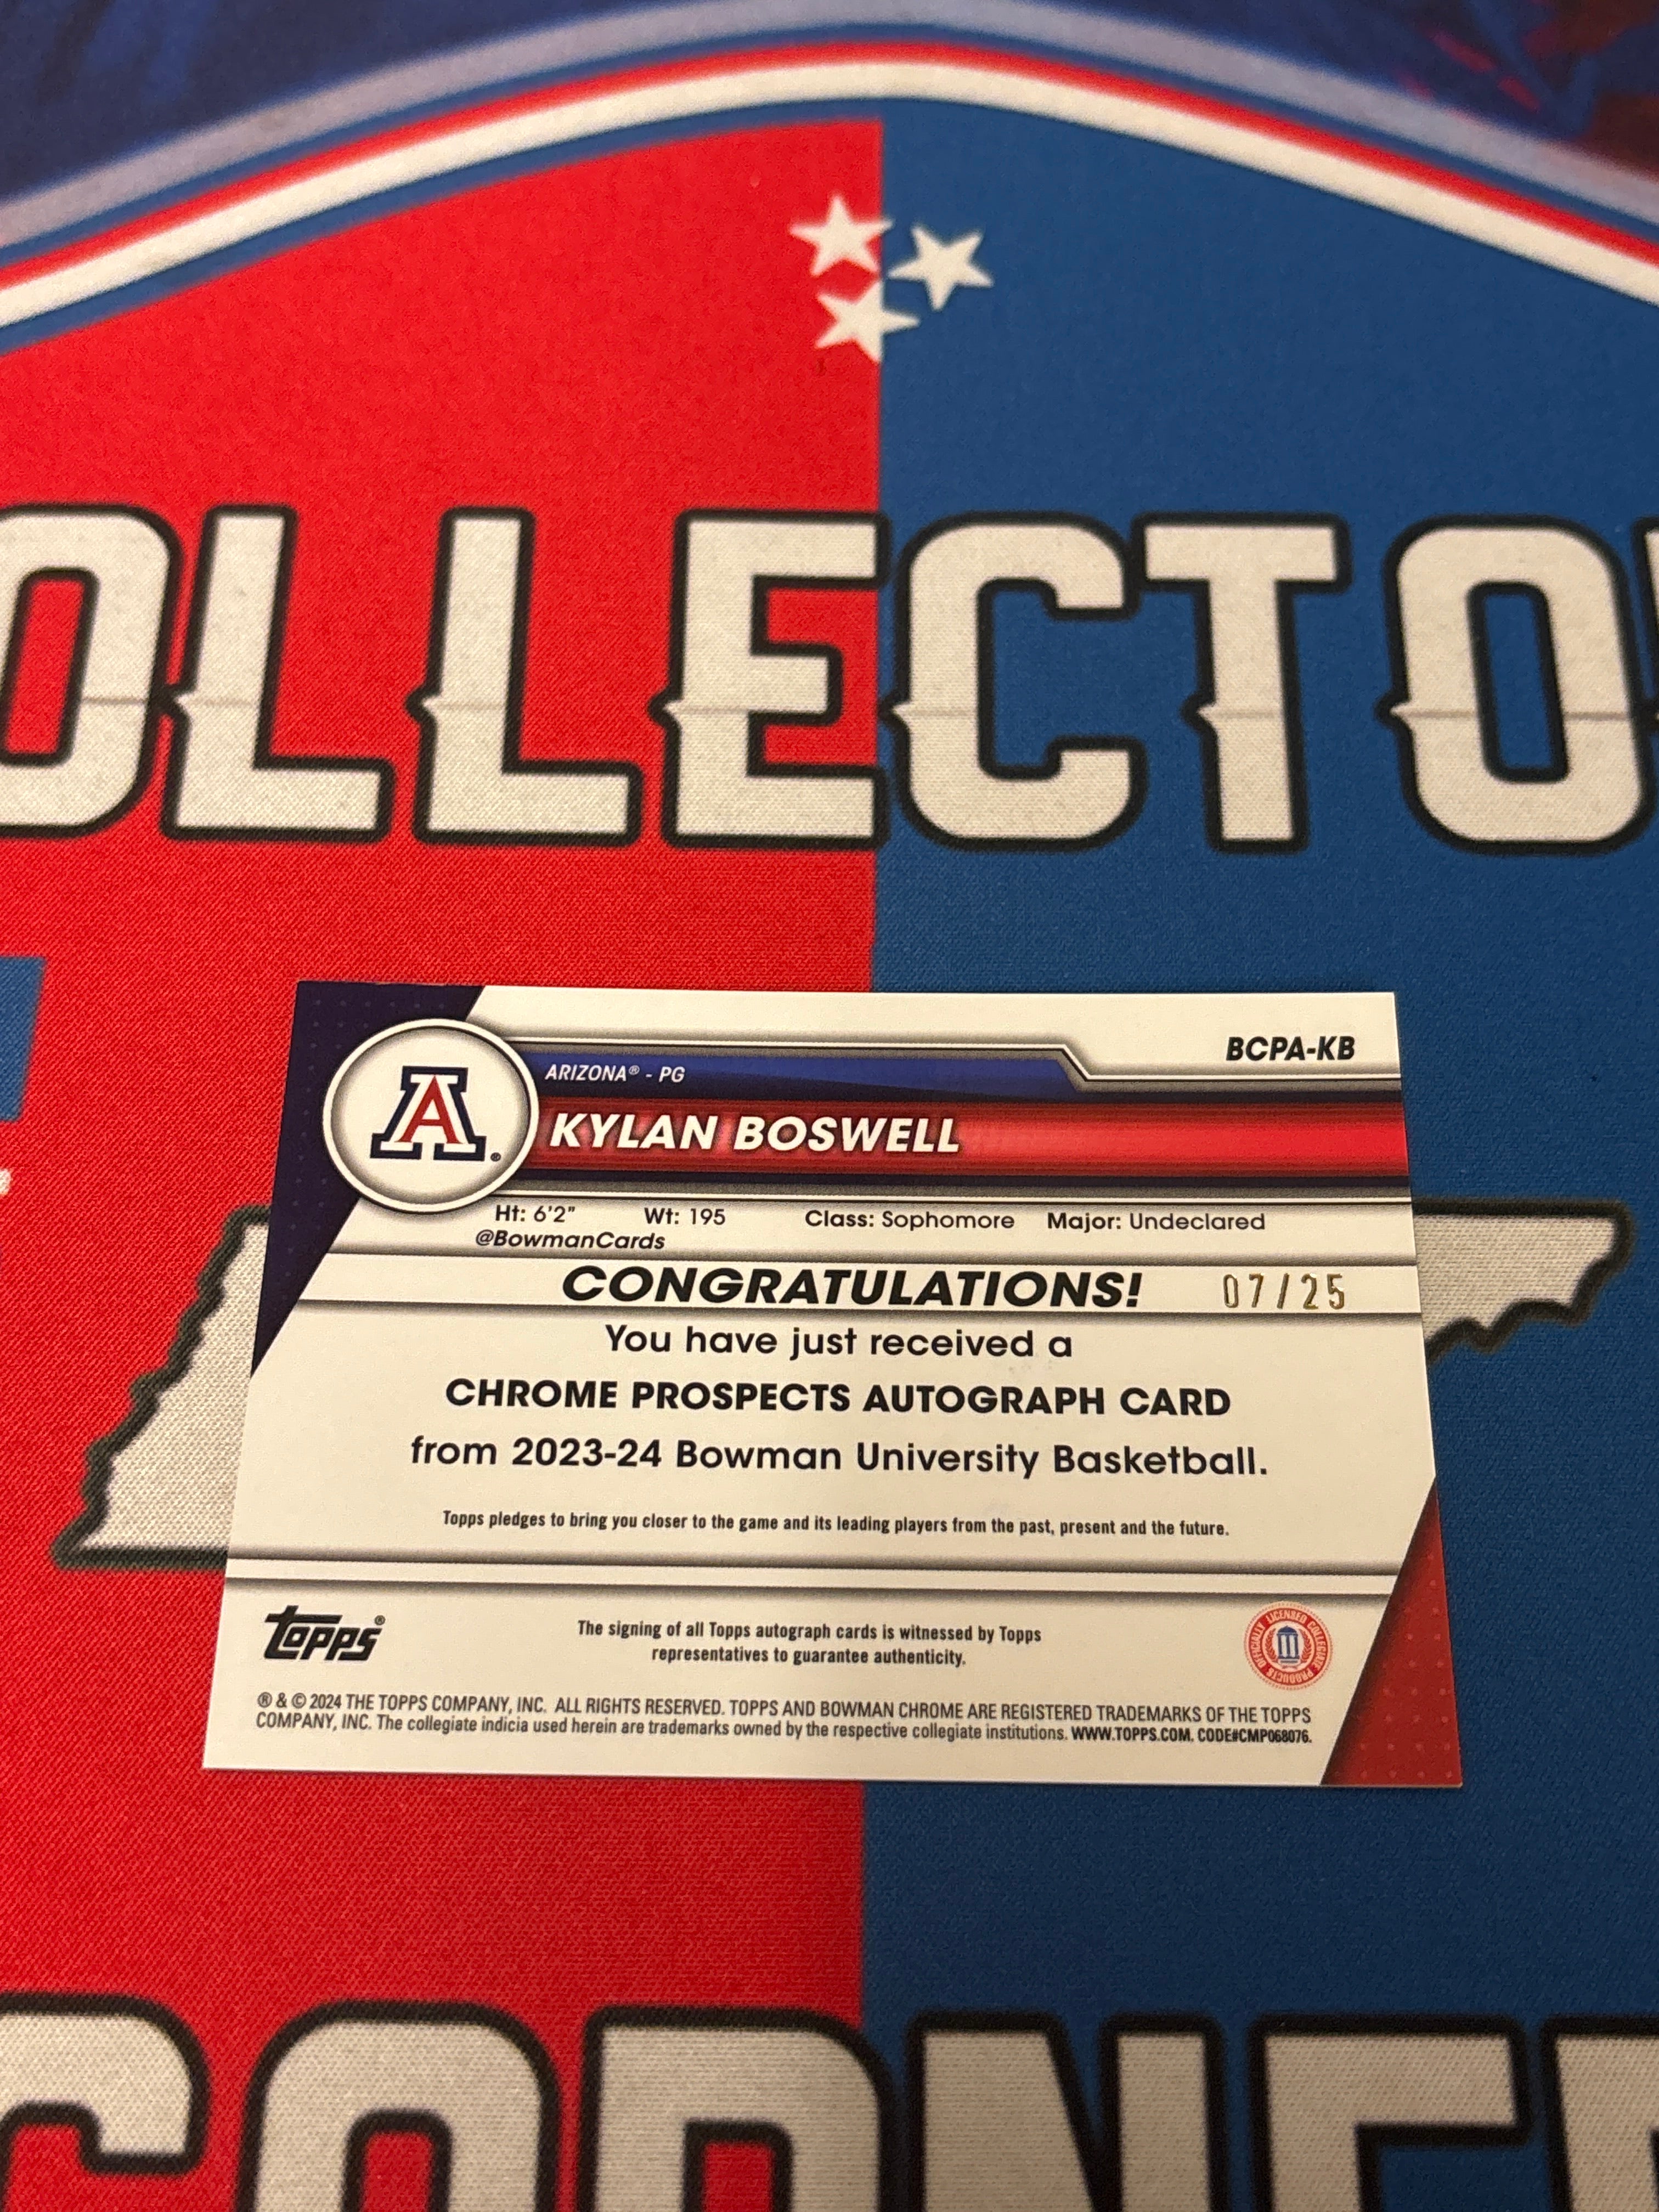 OLLECTO
A®
BCPA-KB
ARIZONA® - PG
KYLAN BOSWELL
Ht: 6'2" Wt: 195 Class: Sophomore Major: Undeclared
@BowmanCards
CONGRATULATIONS! 07/25
You have just received a
CHROME PROSPECTS AUTOGRAPH CARD
from 2023-24 Bowman University Basketball.
Topps pledges to bring you closer to the game and its leading players from the past, present and the future.
topps®
The signing of all Topps autograph cards is witnessed by Topps
representatives to guarantee authenticity.
OFFICIALLY LICENSED COLLEGIATE PRODUCTS
® & © 2024 THE TOPPS COMPANY, INC. ALL RIGHTS RESERVED. TOPPS AND BOWMAN CHROME ARE REGISTERED TRADEMARKS OF THE TOPPS
COMPANY, INC. The collegiate indicia used herein are trademarks owned by the respective collegiate institutions. WWW.TOPPS.COM. CODE#CMP068076.
CORNE